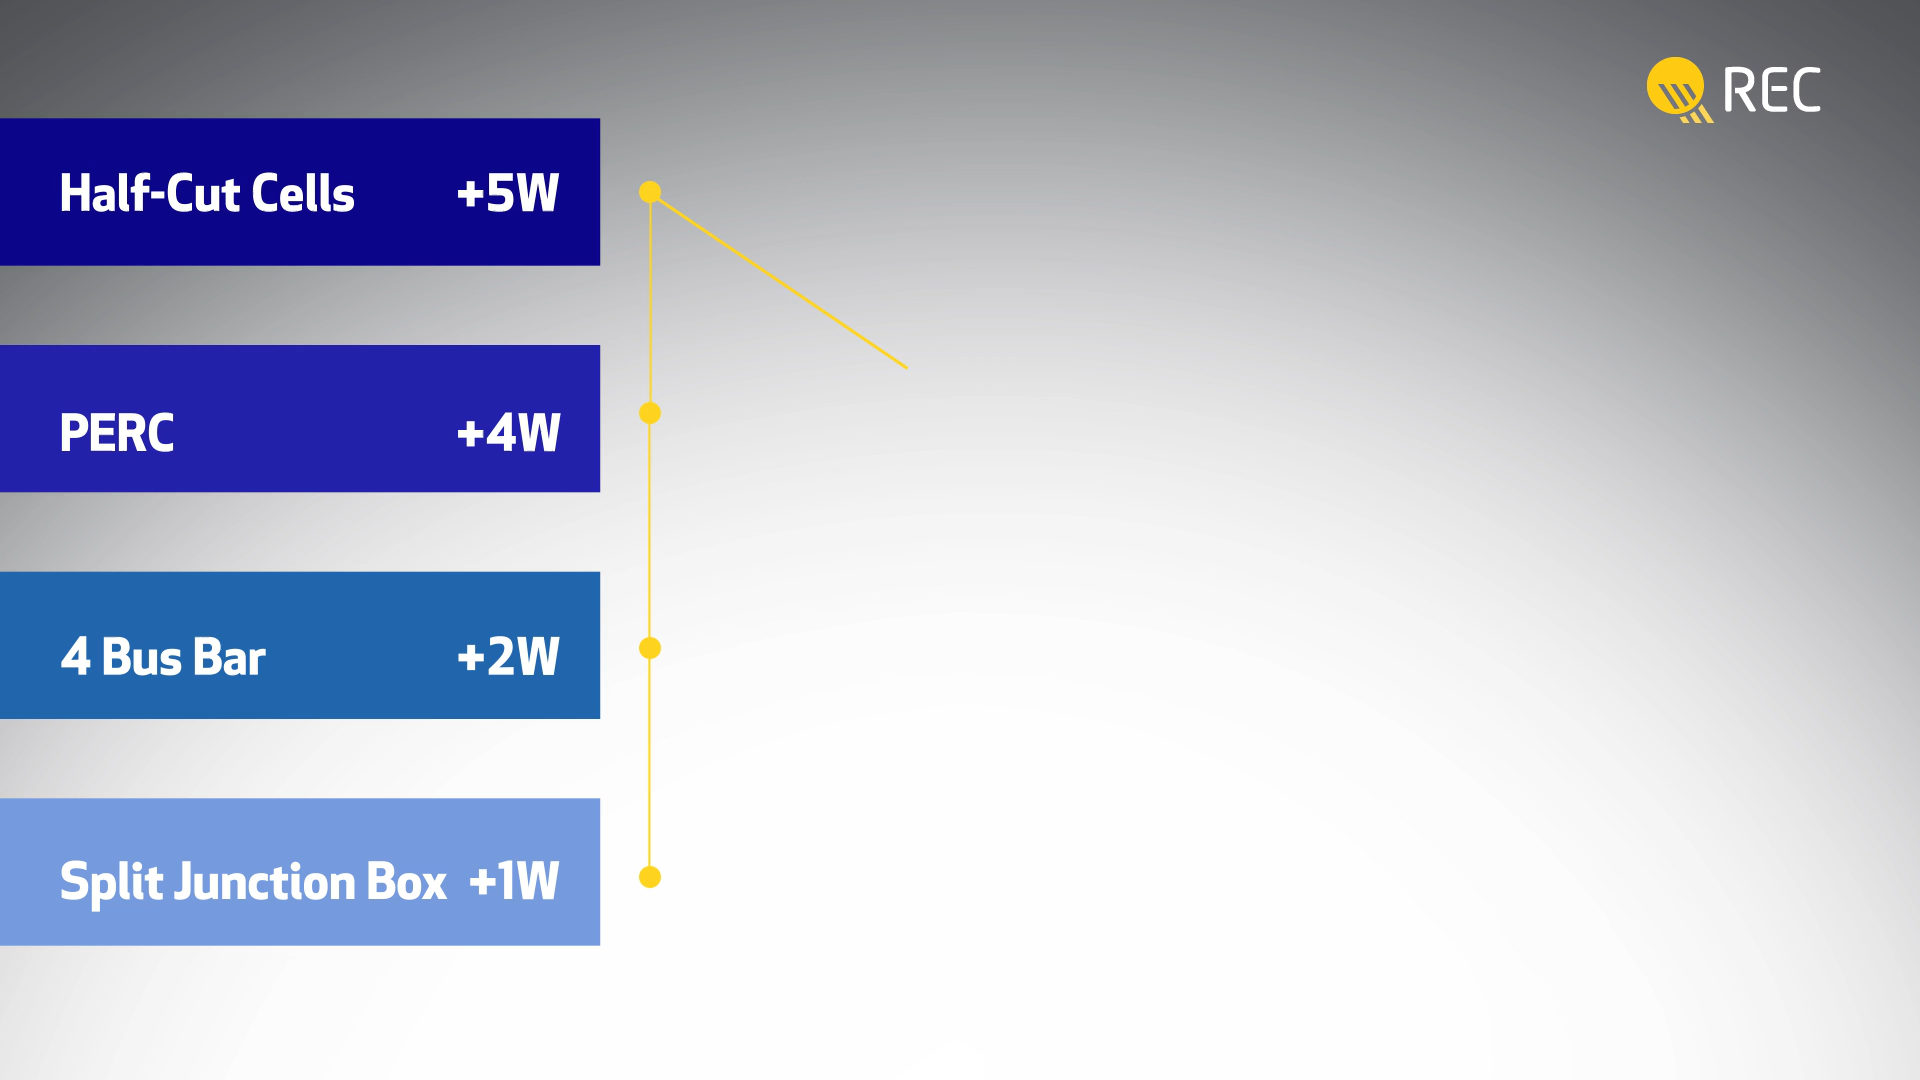 REC
Half-Cut Cells +5W
PERC +4W
4 Bus Bar +2W
Split Junction Box +1W